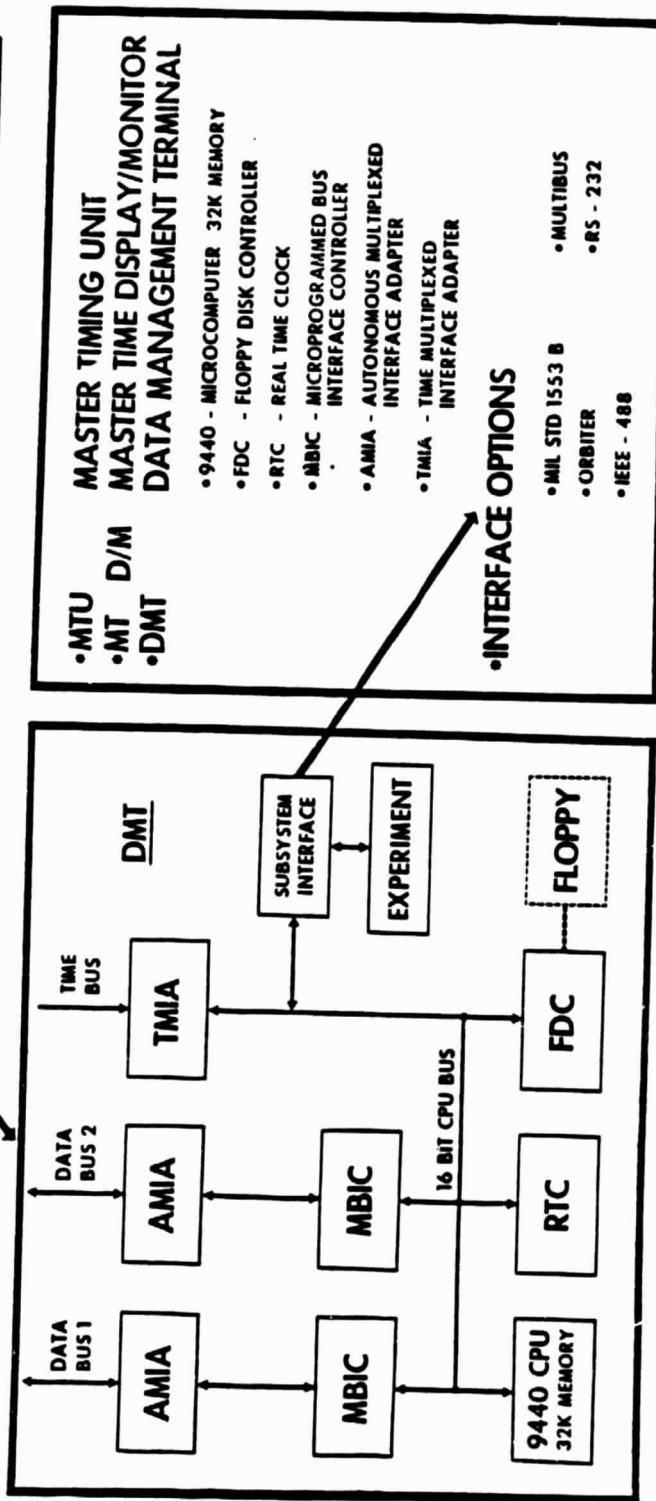 DMT
DATA
BUS 1
DATA
BUS 2
TIME
BUS
AMIA
AMIA
TMIA
MBIC
MBIC
SUBSYSTEM
INTERFACE
EXPERIMENT
16 BIT CPU BUS
9440 CPU
32K MEMORY
RTC
FDC
FLOPPY
•MTU MASTER TIMING UNIT
•MT D/M MASTER TIME DISPLAY/MONITOR
•DMT DATA MANAGEMENT TERMINAL
•9440 - MICROCOMPUTER 32K MEMORY
•FDC - FLOPPY DISK CONTROLLER
•RTC - REAL TIME CLOCK
•MBIC - MICROPROGRAMMED BUS
INTERFACE CONTROLLER
•AMIA - AUTONOMOUS MULTIPLEXED
INTERFACE ADAPTER
•TMIA - TIME MULTIPLEXED
INTERFACE ADAPTER
•INTERFACE OPTIONS
•MIL STD 1553 B
•MULTIBUS
•ORBITER
•RS - 232
•IEEE - 488